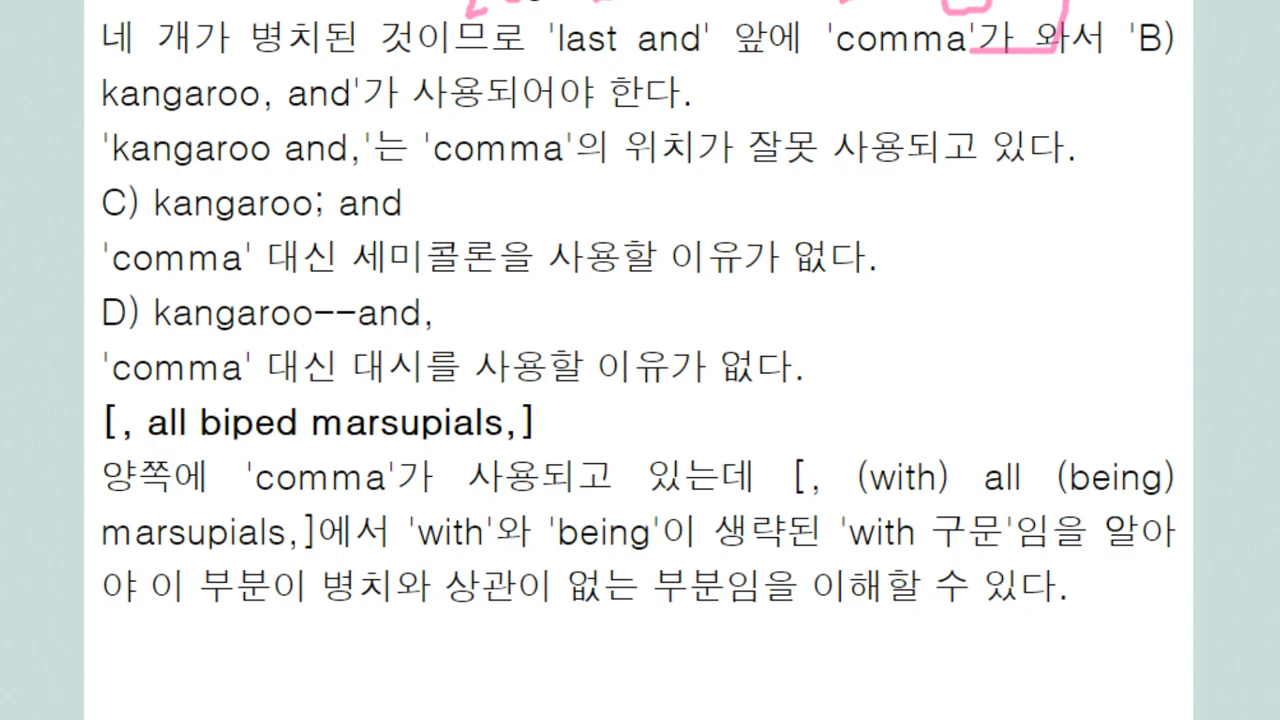 네 개가 병치된 것이므로 'last and' 앞에 'comma'가 와서 'B)
kangaroo, and'가 사용되어야 한다.
'kangaroo and,'는 'comma'의 위치가 잘못 사용되고 있다.
C) kangaroo; and
'comma' 대신 세미콜론을 사용할 이유가 없다.
D) kangaroo--and,
'comma' 대신 대시를 사용할 이유가 없다.
[, all biped marsupials,]
양쪽에 'comma'가 사용되고 있는데 [, (with) all (being)
marsupials,]에서 'with'와 'being'이 생략된 'with 구문'임을 알아
야 이 부분이 병치와 상관이 없는 부분임을 이해할 수 있다.